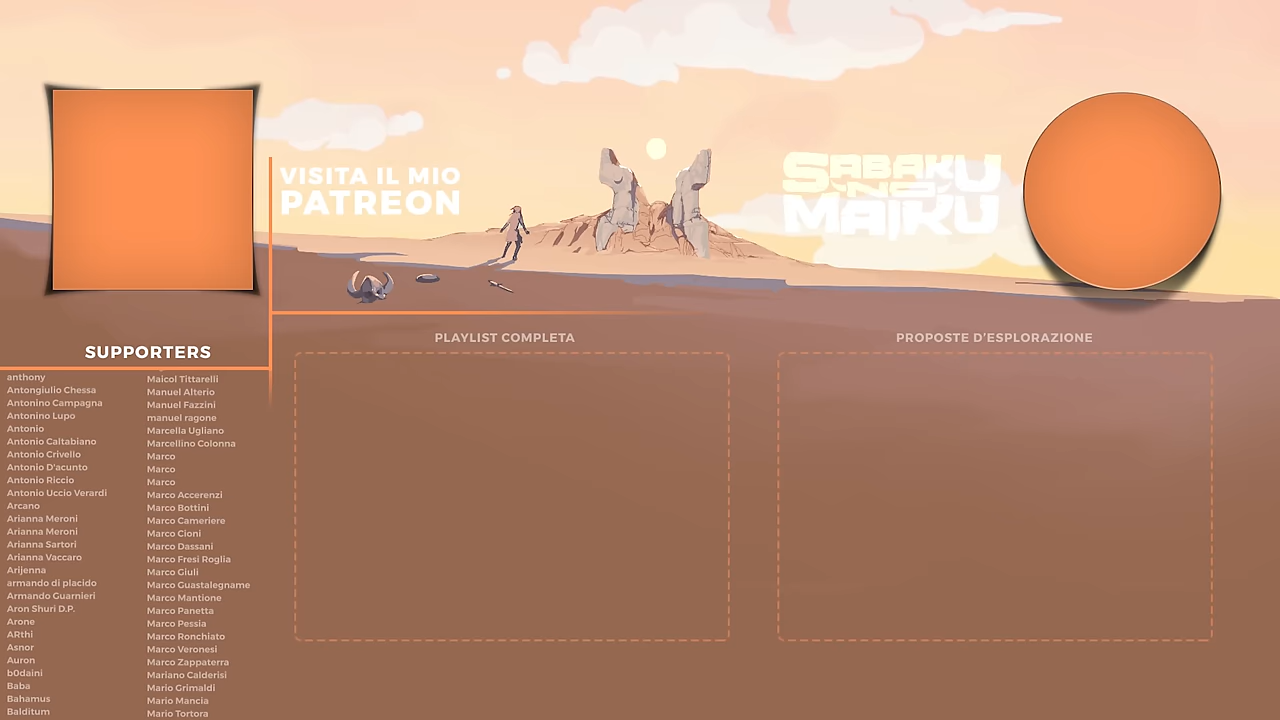 VISITA IL MIO
PATREON
SABAKU
NO
MAIKU
SUPPORTERS
PLAYLIST COMPLETA
PROPOSTE D'ESPLORAZIONE
anthony
Antongiulio Chessa
Antonino Campagna
Antonino Lupo
Antonio
Antonio Caltabiano
Antonio Crivello
Antonio D'acunto
Antonio Riccio
Antonio Uccio Verardi
Arcano
Arianna Meroni
Arianna Meroni
Arianna Sartori
Arianna Vaccaro
Arijenna
armando di placido
Armando Guarnieri
Aron Shuri D.P.
Arone
ARthi
Asnor
Auron
b0daini
Baba
Bahamus
Balditum
Maicol Tittarelli
Manuel Alterio
Manuel Fazzini
manuel ragone
Marcella Ugliano
Marcellino Colonna
Marco
Marco
Marco
Marco Accerenzi
Marco Bottini
Marco Cameriere
Marco Cioni
Marco Dassani
Marco Fresi Roglia
Marco Giuli
Marco Guastalegname
Marco Mantione
Marco Panetta
Marco Pessia
Marco Ronchiato
Marco Veronesi
Marco Zappaterra
Mariano Calderisi
Mario Grimaldi
Mario Mancia
Mario Tortora